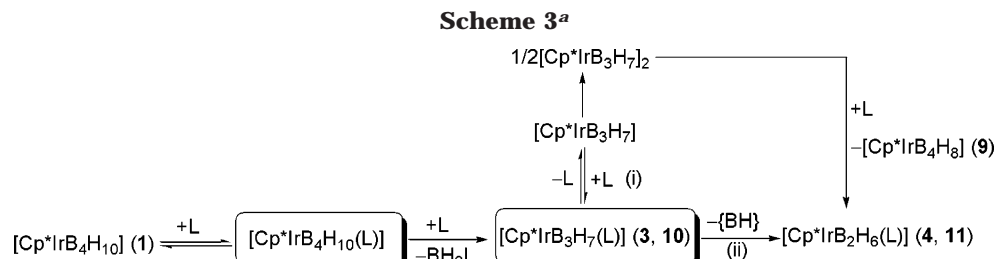 Scheme 3a
1/2[Cp*IrB3H7]2
+L
[Cp*IrB3H7]
–[Cp*IrB4H8] (9)
–L +L (i)
+L +L –{BH}
[Cp*IrB4H10] (1) [Cp*IrB4H10(L)] [Cp*IrB3H7(L)] (3, 10) [Cp*IrB2H6(L)] (4, 11)
(ii)